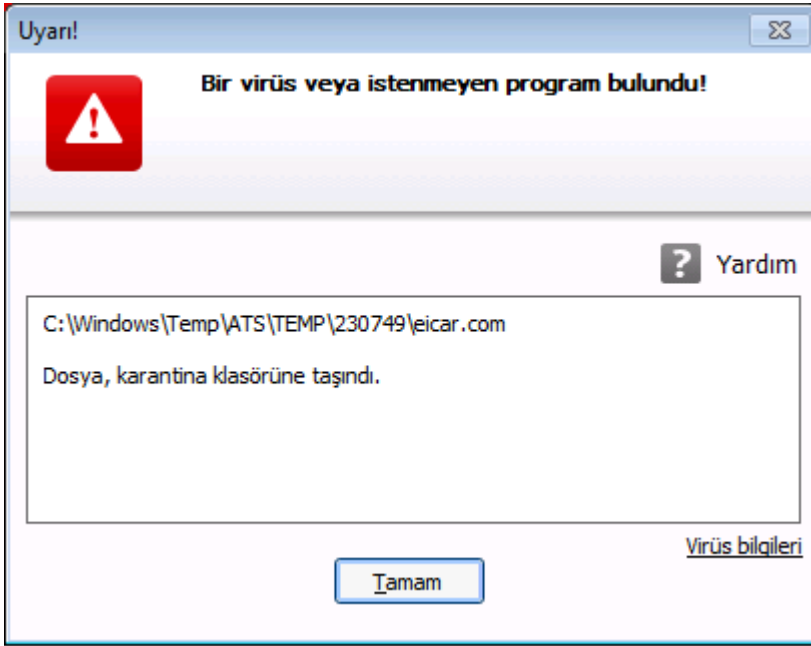 Uyarı!
Bir virüs veya istenmeyen program bulundu!
? Yardım
C:\Windows\Temp\ATS\TEMP\230749\eicar.com
Dosya, karantina klasörüne taşındı.
Virüs bilgileri
Tamam